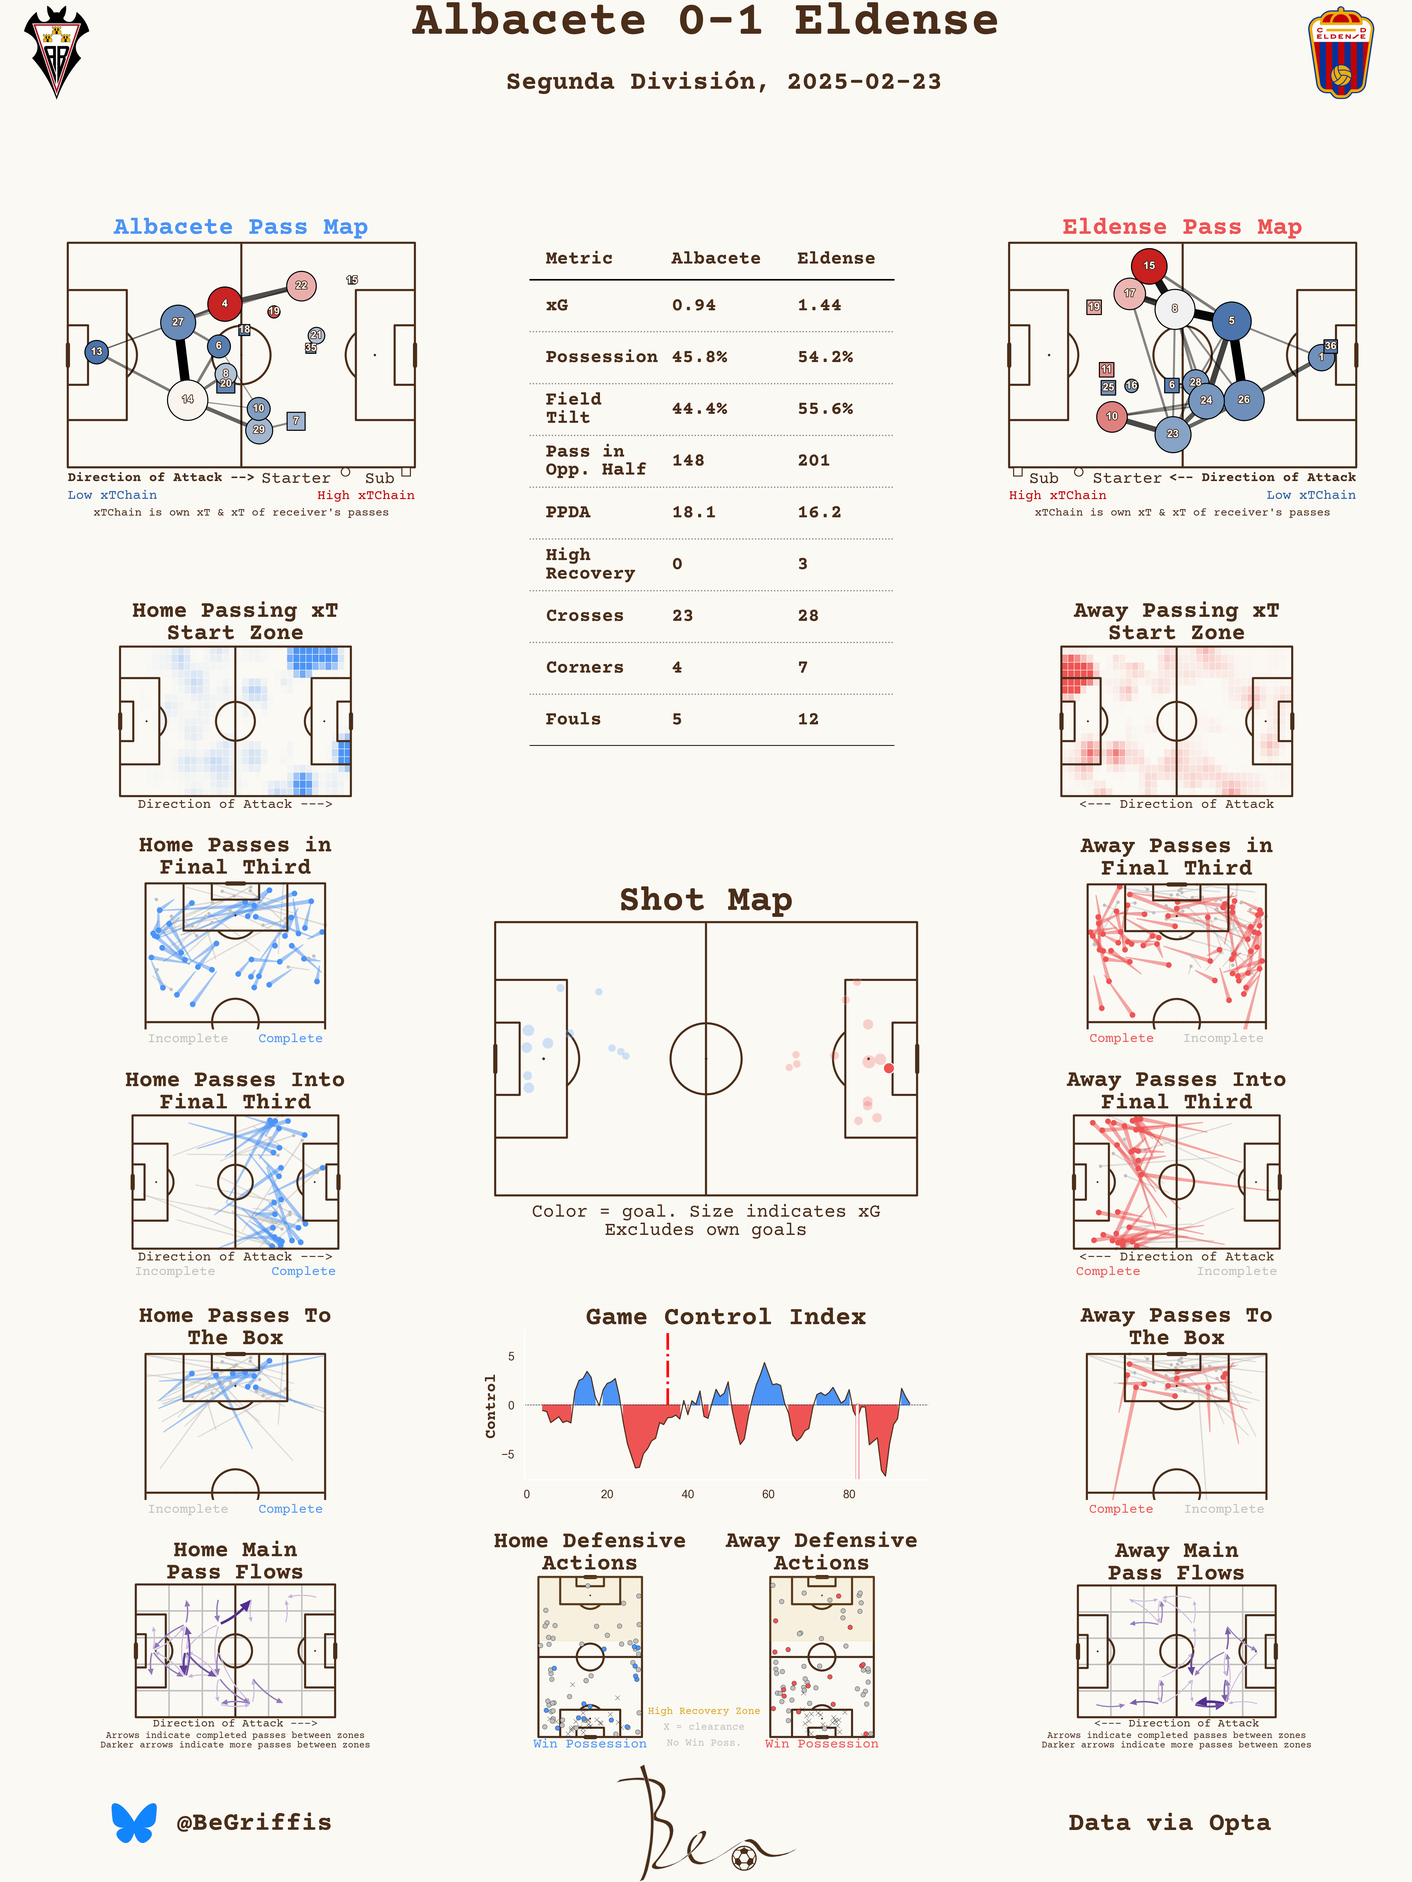 Albacete 0-1 Eldense
Segunda División, 2025-02-23
C D
ELDENSE
Albacete Pass Map
22
15
4
19
27
18
21
6
35
13
8
20
14
10
7
29
Direction of Attack --> Starter Sub
Low xTChain High xTChain
xTChain is own xT & xT of receiver's passes
Metric Albacete Eldense
xG 0.94 1.44
Possession 45.8% 54.2%
Field
Tilt 44.4% 55.6%
Pass in
Opp. Half 148 201
PPDA 18.1 16.2
High
Recovery 0 3
Crosses 23 28
Corners 4 7
Fouls 5 12
Eldense Pass Map
15
17
19
8
5
36
1
11
28
25
16
6
24
26
10
23
Sub Starter <-- Direction of Attack
High xTChain Low xTChain
xTChain is own xT & xT of receiver's passes
Home Passing xT
Start Zone
Direction of Attack --->
Away Passing xT
Start Zone
<--- Direction of Attack
Home Passes in
Final Third
Incomplete Complete
Away Passes in
Final Third
Complete Incomplete
Shot Map
Color = goal. Size indicates xG
Excludes own goals
Home Passes Into
Final Third
Direction of Attack --->
Incomplete Complete
Away Passes Into
Final Third
<--- Direction of Attack
Complete Incomplete
Home Passes To
The Box
Incomplete Complete
Game Control Index
Control
5
0
−5
0 20 40 60 80
Away Passes To
The Box
Complete Incomplete
Home Main
Pass Flows
Direction of Attack --->
Arrows indicate completed passes between zones
Darker arrows indicate more passes between zones
Home Defensive
Actions
Win Possession
High Recovery Zone
X = clearance
No Win Poss.
Away Defensive
Actions
Win Possession
Away Main
Pass Flows
<--- Direction of Attack
Arrows indicate completed passes between zones
Darker arrows indicate more passes between zones
@BeGriffis
Ben
Data via Opta